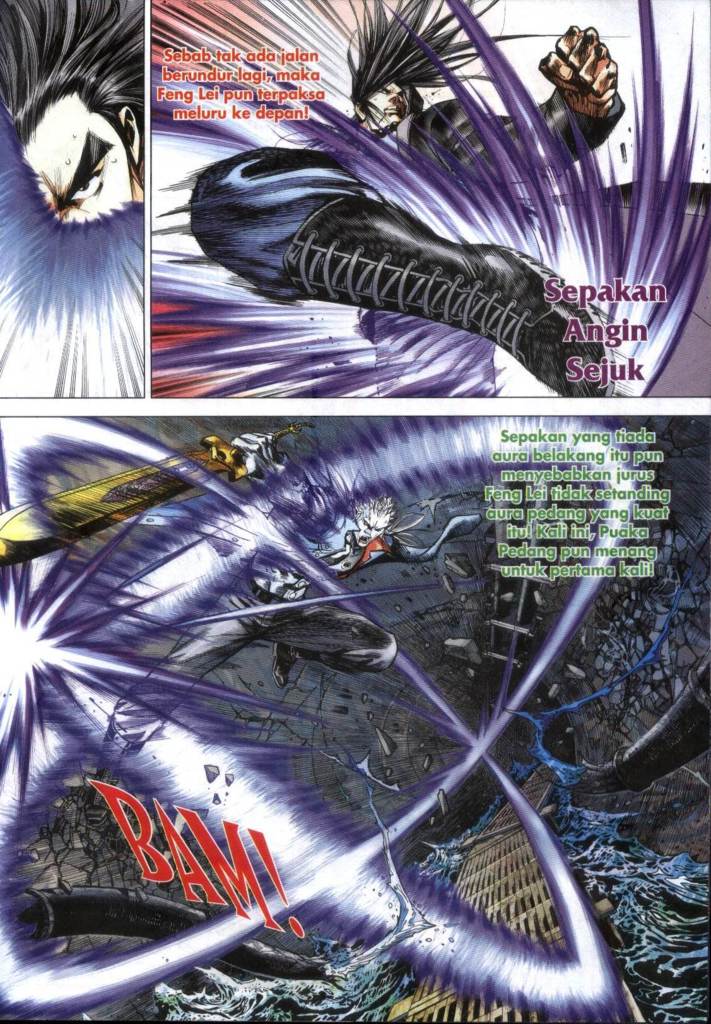 Sebab tak ada jalan
berundur lagi, maka
Feng Lei pun terpaksa
meluru ke depan!
Sepakan
Angin
Sejuk
Sepakan yang tiada
aura belakang itu pun
menyebabkan jurus
Feng Lei tidak setanding
aura pedang yang kuat
itu! Kali ini, Puaka
Pedang pun menang
untuk pertama kali!
BAM!